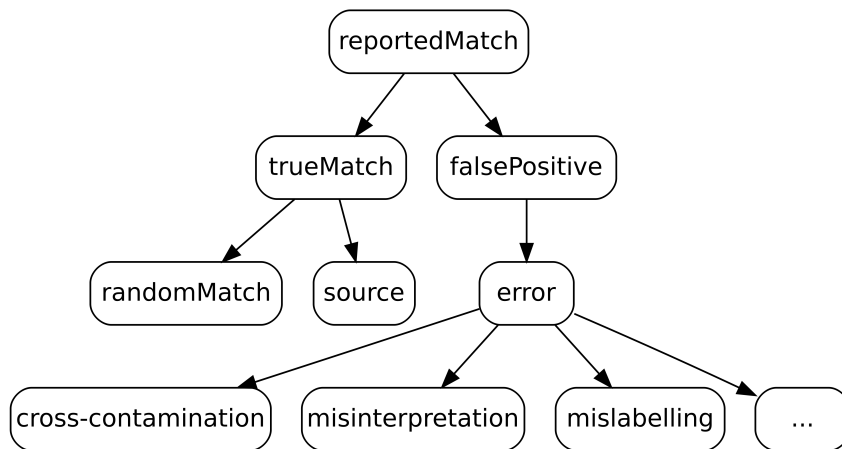 reportedMatch
trueMatch
falsePositive
randomMatch
source
error
cross-contamination
misinterpretation
mislabelling
...